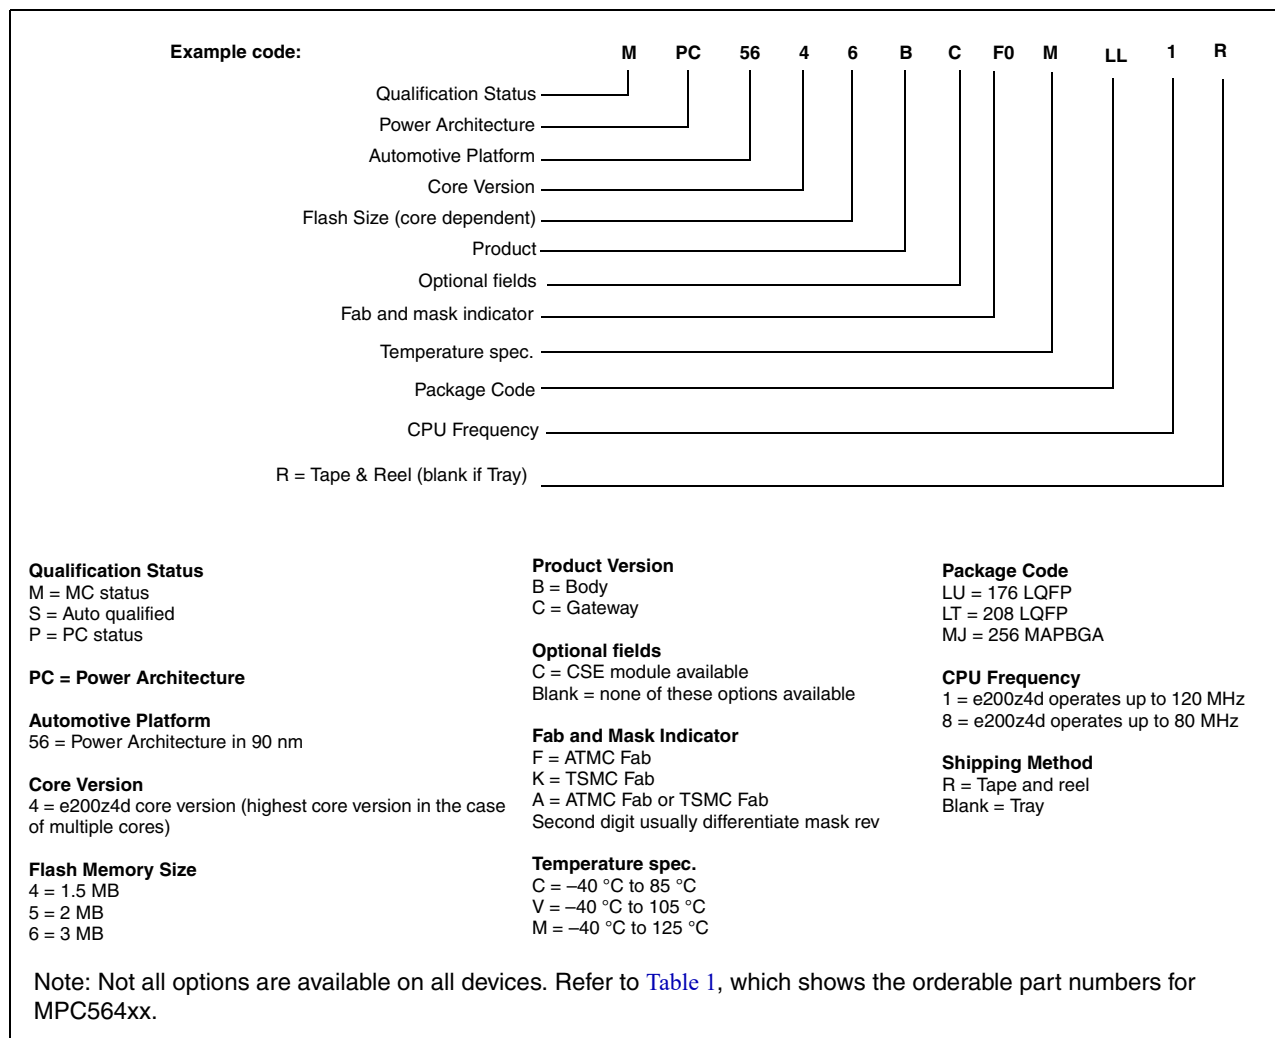 Example code: M PC 56 4 6 B C F0 M LL 1 R
Qualification Status
Power Architecture
Automotive Platform
Core Version
Flash Size (core dependent)
Product
Optional fields
Fab and mask indicator
Temperature spec.
Package Code
CPU Frequency
R = Tape & Reel (blank if Tray)
Qualification Status
M = MC status
S = Auto qualified
P = PC status
PC = Power Architecture
Automotive Platform
56 = Power Architecture in 90 nm
Core Version
4 = e200z4d core version (highest core version in the case
of multiple cores)
Flash Memory Size
4 = 1.5 MB
5 = 2 MB
6 = 3 MB
Product Version
B = Body
C = Gateway
Optional fields
C = CSE module available
Blank = none of these options available
Fab and Mask Indicator
F = ATMC Fab
K = TSMC Fab
A = ATMC Fab or TSMC Fab
Second digit usually differentiate mask rev
Temperature spec.
C = –40 °C to 85 °C
V = –40 °C to 105 °C
M = –40 °C to 125 °C
Package Code
LU = 176 LQFP
LT = 208 LQFP
MJ = 256 MAPBGA
CPU Frequency
1 = e200z4d operates up to 120 MHz
8 = e200z4d operates up to 80 MHz
Shipping Method
R = Tape and reel
Blank = Tray
Note: Not all options are available on all devices. Refer to Table 1, which shows the orderable part numbers for
MPC564xx.